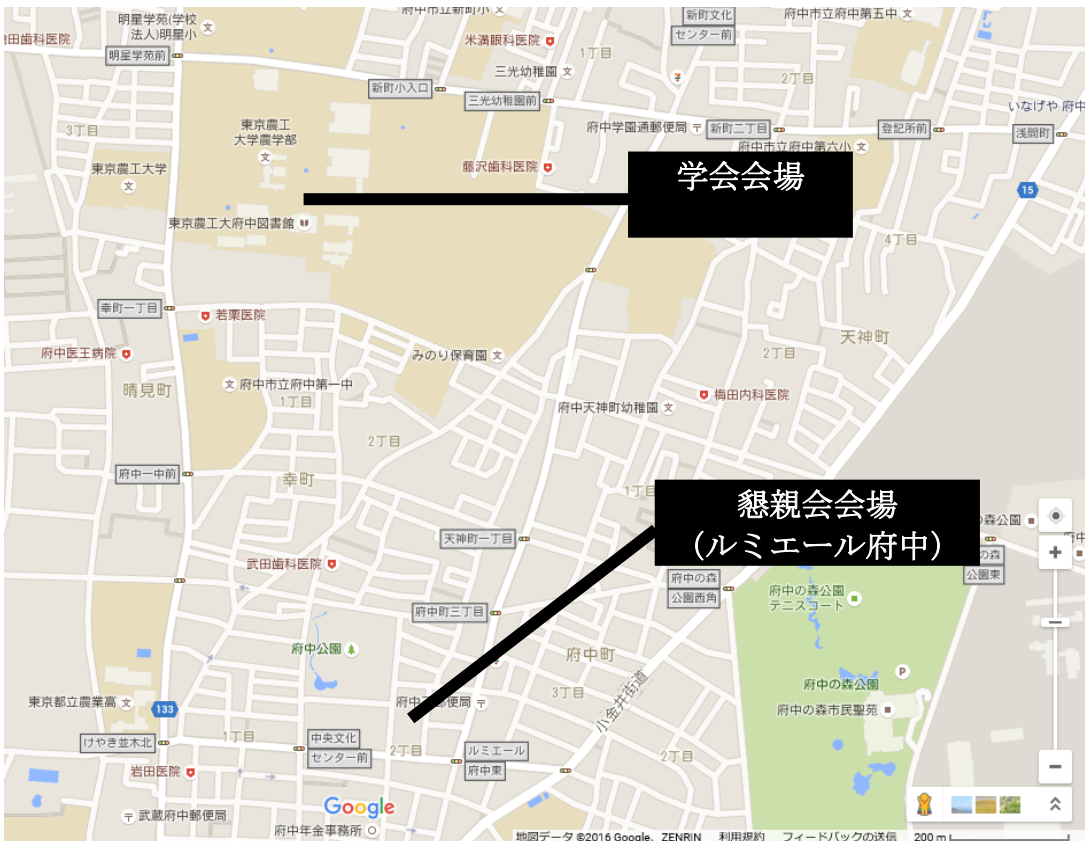 明星学苑(学校
法人)明星小
府中市立新町小
新町文化
センター前
府中市立府中第五中
田歯科医院
明星学苑前
米満眼科医院
1丁目
三光幼稚園
2丁目
新町小入口
三光幼稚園前
いなげや 府中
3丁目
東京農工
大学農学部
府中学園通郵便局
新町二丁目
登記所前
浅間町
府中市立府中第六小
東京農工大学
藤沢歯科医院
学会会場
15
東京農工大府中図書館
4丁目
幸町一丁目
若栗医院
天神町
府中医王病院
みのり保育園
2丁目
晴見町
府中市立府中第一中
1丁目
梅田内科医院
府中天神町幼稚園
2丁目
府中一中前
幸町
1丁目
懇親会会場
(ルミエール府中)
の森公園
天神町一丁目
の森
公園東
武田歯科医院
府中の森
公園西角
府中の森公園
テニスコート
府中町三丁目
府中公園
府中町
府中の森公園
P
3丁目
東京都立農業高
133
府中
便局
小金井街道
府中の森市民聖苑
けやき並木北
1丁目
中央文化
センター前
2丁目
ルミエール
府中東
2丁目
岩田医院
Google
武蔵府中郵便局
府中年金事務所
地図データ ©2016 Google、ZENRIN 利用規約 フィードバックの送信 200 m